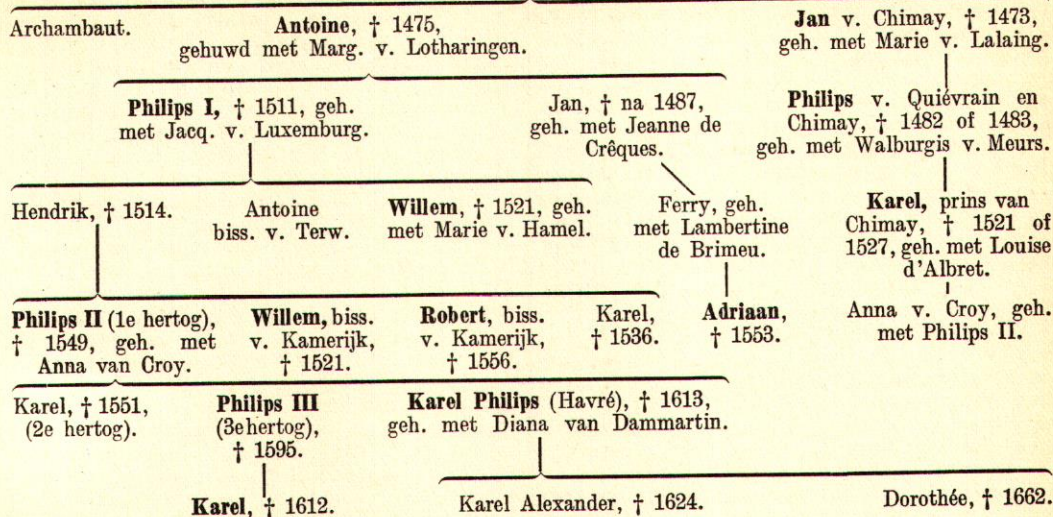 Archambaut.
Antoine, † 1475,
gehuwd met Marg. v. Lotharingen.
Jan v. Chimay, † 1473,
geh. met Marie v. Lalaing.
Philips I, † 1511, geh.
met Jacq. v. Luxemburg.
Jan, † na 1487,
geh. met Jeanne de
Crêques.
Philips v. Quiévrain en
Chimay, † 1482 of 1483,
geh. met Walburgis v. Meurs.
Hendrik, † 1514.
Antoine
biss. v. Terw.
Willem, † 1521, geh.
met Marie v. Hamel.
Ferry, geh.
met Lambertine
de Brimeu.
Karel, prins van
Chimay, † 1521 of
1527, geh. met Louise
d'Albret.
Philips II (1e hertog),
† 1549, geh. met
Anna van Croy.
Willem, biss.
v. Kamerijk,
† 1521.
Robert, biss.
v. Kamerijk,
† 1556.
Karel,
† 1536.
Adriaan,
† 1553.
Anna v. Croy, geh.
met Philips II.
Karel, † 1551,
(2e hertog).
Philips III
(3e hertog),
† 1595.
Karel Philips (Havré), † 1613,
geh. met Diana van Dammartin.
Karel, † 1612.
Karel Alexander, † 1624.
Dorothée, † 1662.